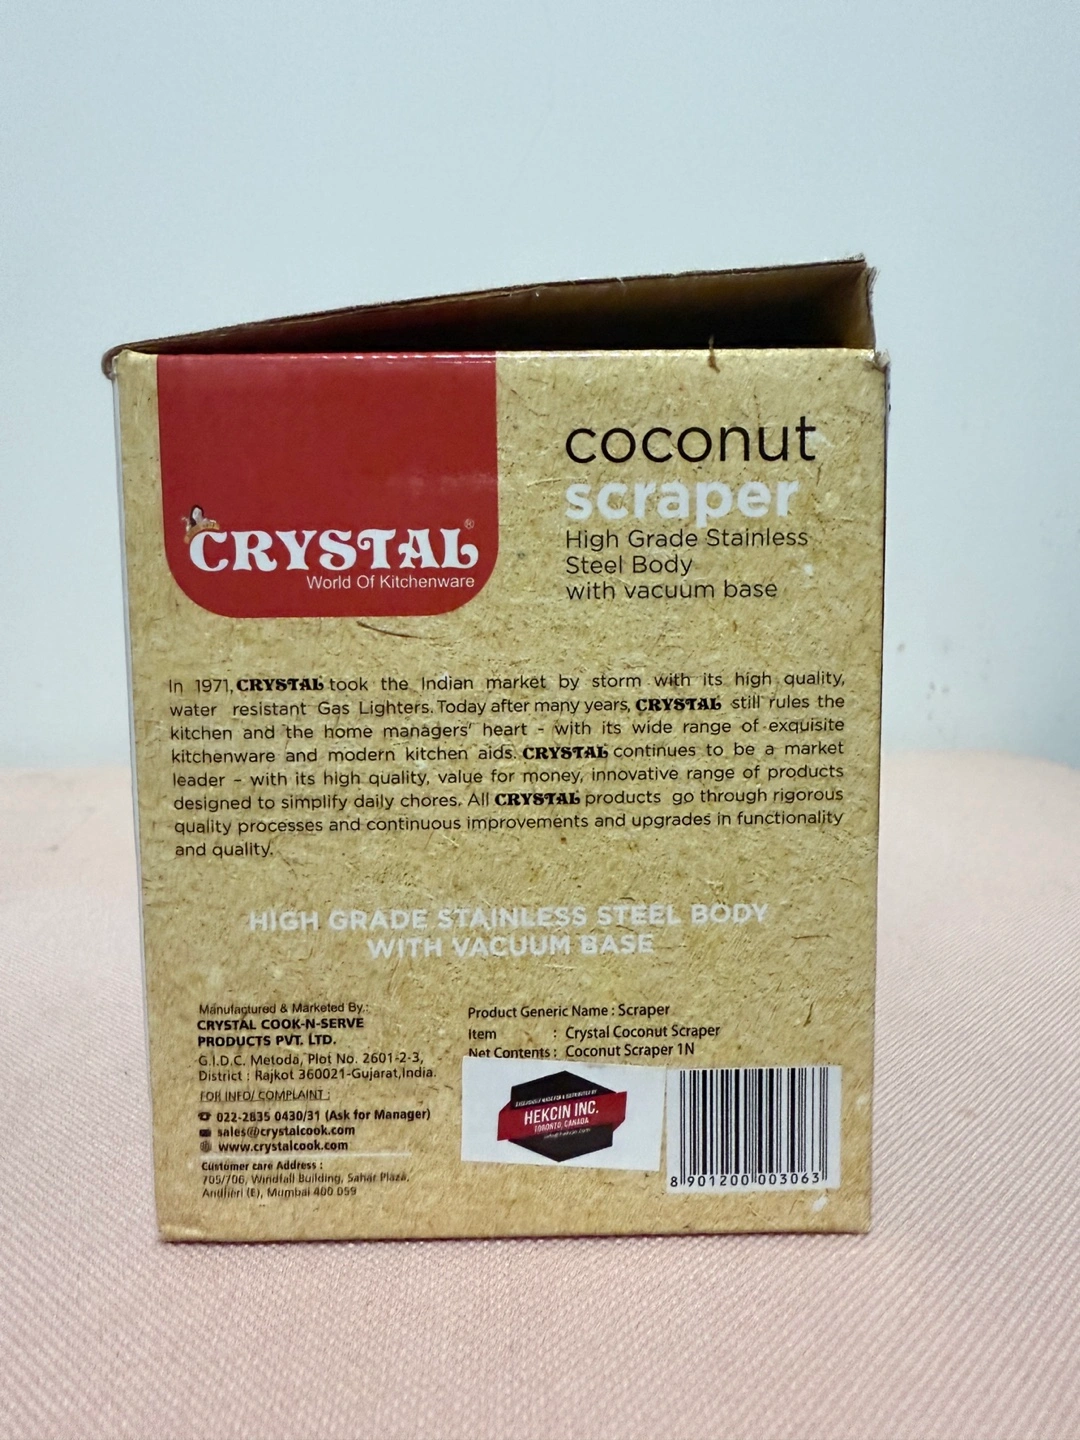 CRYSTAL®
World Of Kitchenware
coconut
scraper
High Grade Stainless
Steel Body
with vacuum base
In 1971, CRYSTAL took the Indian market by storm with its high quality,
water resistant Gas Lighters. Today after many years, CRYSTAL still rules the
kitchen and the home managers' heart - with its wide range of exquisite
kitchenware and modern kitchen aids. CRYSTAL continues to be a market
leader – with its high quality, value for money, innovative range of products
designed to simplify daily chores. All CRYSTAL products go through rigorous
quality processes and continuous improvements and upgrades in functionality
and quality.
HIGH GRADE STAINLESS STEEL BODY
WITH VACUUM BASE
Manufactured & Marketed By.:
CRYSTAL COOK-N-SERVE
PRODUCTS PVT. LTD.
G.I.D.C. Metoda, Plot No. 2601-2-3,
District : Rajkot 360021-Gujarat,India.
FOR INFO/ COMPLAINT :
022-2835 0430/31 (Ask for Manager)
sales@crystalcook.com
www.crystalcook.com
Customer care Address :
705/706, Windfall Building, Sahar Plaza,
Andheri (E), Mumbai 400 059
Product Generic Name : Scraper
Item : Crystal Coconut Scraper
Net Contents : Coconut Scraper 1N
EXCLUSIVELY MADE FOR & DISTRIBUTED BY
HEKCIN INC.
TORONTO, CANADA
8 901200 003063